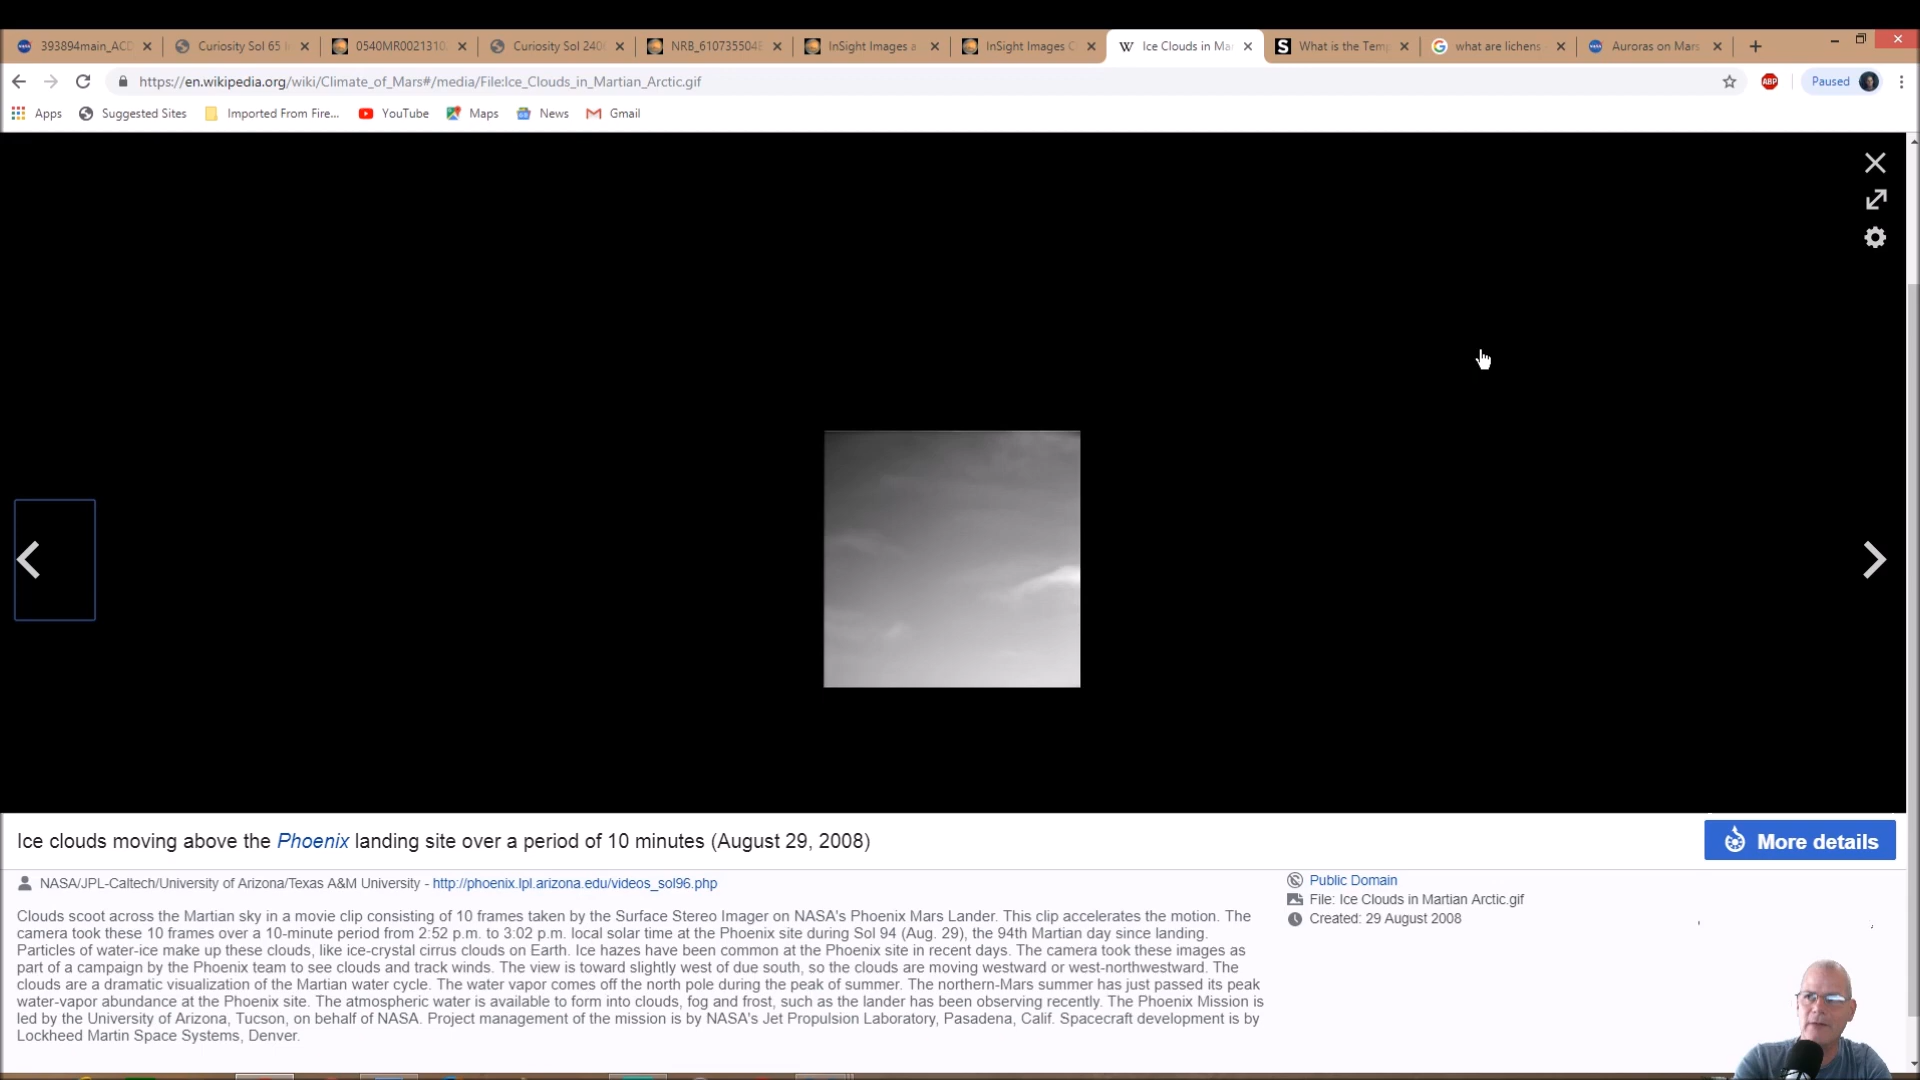 393894main_ACD
Curiosity Sol 65 I
0540MR0021310
Curiosity Sol 240
NRB_610735504
InSight Images a
InSight Images C
Ice Clouds in Ma
What is the Temp
what are lichens -
Auroras on Mars
https://en.wikipedia.org/wiki/Climate_of_Mars#/media/File:Ice_Clouds_in_Martian_Arctic.gif
ABP
Paused
Apps
Suggested Sites
Imported From Fire...
YouTube
Maps
News
Gmail
Ice clouds moving above the Phoenix landing site over a period of 10 minutes (August 29, 2008)
More details
NASA/JPL-Caltech/University of Arizona/Texas A&M University - http://phoenix.lpl.arizona.edu/videos_sol96.php
Clouds scoot across the Martian sky in a movie clip consisting of 10 frames taken by the Surface Stereo Imager on NASA's Phoenix Mars Lander. This clip accelerates the motion. The
camera took these 10 frames over a 10-minute period from 2:52 p.m. to 3:02 p.m. local solar time at the Phoenix site during Sol 94 (Aug. 29), the 94th Martian day since landing.
Particles of water-ice make up these clouds, like ice-crystal cirrus clouds on Earth. Ice hazes have been common at the Phoenix site in recent days. The camera took these images as
part of a campaign by the Phoenix team to see clouds and track winds. The view is toward slightly west of due south, so the clouds are moving westward or west-northwestward. The
clouds are a dramatic visualization of the Martian water cycle. The water vapor comes off the north pole during the peak of summer. The northern-Mars summer has just passed its peak
water-vapor abundance at the Phoenix site. The atmospheric water is available to form into clouds, fog and frost, such as the lander has been observing recently. The Phoenix Mission is
led by the University of Arizona, Tucson, on behalf of NASA. Project management of the mission is by NASA's Jet Propulsion Laboratory, Pasadena, Calif. Spacecraft development is by
Lockheed Martin Space Systems, Denver.
Public Domain
File: Ice Clouds in Martian Arctic.gif
Created: 29 August 2008